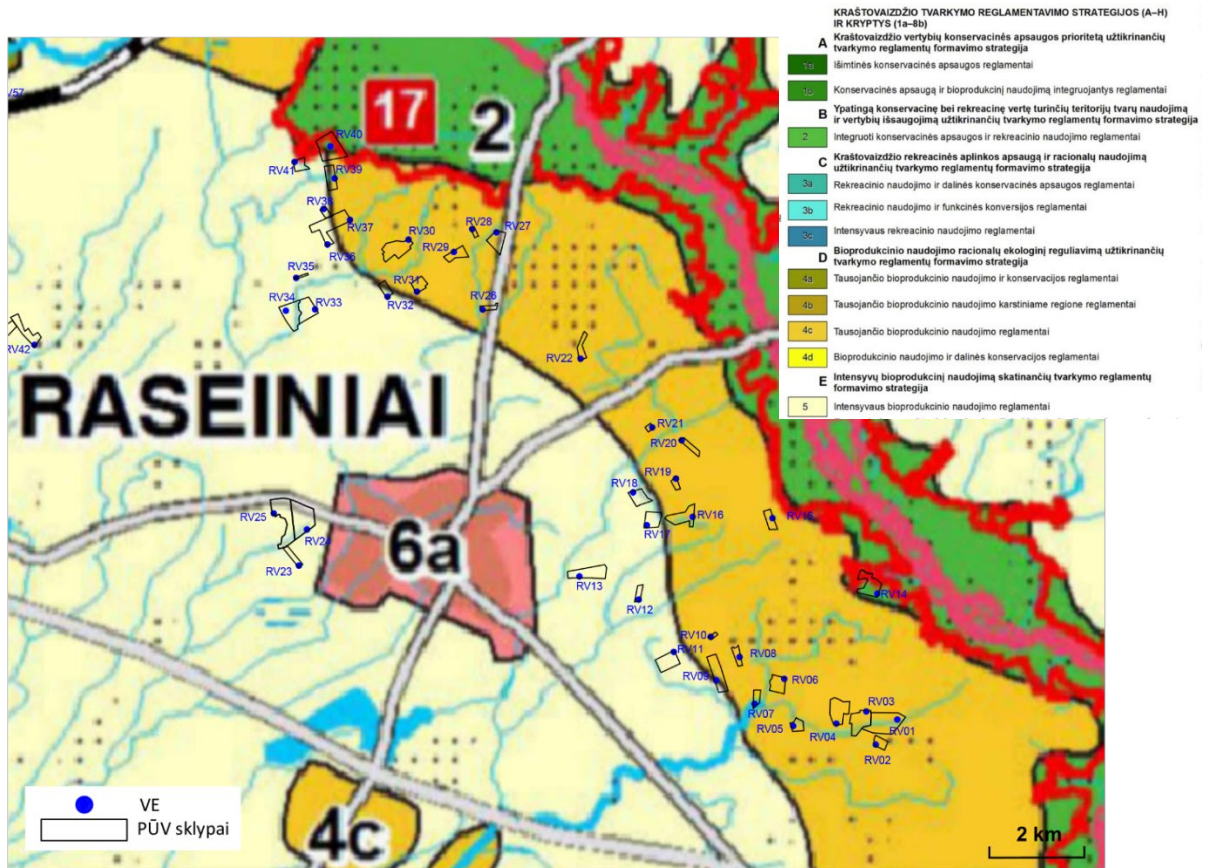 KRAŠTOVAIZDŽIO TVARKYMO REGLAMENTAVIMO STRATEGIJOS (A–H)
IR KRYPTYS (1a–8b)
A Kraštovaizdžio vertybių konservacinės apsaugos prioritetą užtikrinančių
tvarkymo reglamentų formavimo strategija
1a Išimtinės konservacinės apsaugos reglamentai
1b Konservacinės apsaugą ir bioprodukcinį naudojimą integruojantys reglamentai
B Ypatingą konservacinę bei rekreacinę vertę turinčių teritorijų tvarų naudojimą
ir vertybių išsaugojimą užtikrinančių tvarkymo reglamentų formavimo strategija
2 Integruoti konservacinės apsaugos ir rekreacinio naudojimo reglamentai
C Kraštovaizdžio rekreacinės aplinkos apsaugą ir racionalų naudojimą
užtikrinančių tvarkymo reglamentų formavimo strategija
3a Rekreacinio naudojimo ir dalinės konservacinės apsaugos reglamentai
3b Rekreacinio naudojimo ir funkcinės konversijos reglamentai
3c Intensyvaus rekreacinio naudojimo reglamentai
D Bioprodukcinio naudojimo racionalų ekologinį reguliavimą užtikrinančių
tvarkymo reglamentų formavimo strategija
4a Tausojančio bioprodukcinio naudojimo ir konservacijos reglamentai
4b Tausojančio bioprodukcinio naudojimo karstiniame regione reglamentai
4c Tausojančio bioprodukcinio naudojimo reglamentai
4d Bioprodukcinio naudojimo ir dalinės konservacijos reglamentai
E Intensyvų bioprodukcinį naudojimą skatinančių tvarkymo reglamentų
formavimo strategija
5 Intensyvaus bioprodukcinio naudojimo reglamentai
V57
17
2
RV40
RV41
RV39
RV38
RV37
RV36
RV30
RV28
RV27
RV29
RV35
RV31
RV32
RV26
RV34
RV33
RV42
RV22
RASEINIAI
RV21
RV20
RV19
RV18
RV16
RV15
RV17
RV25
RV24
RV23
6a
RV13
RV12
RV14
RV10
RV11
RV08
RV09
RV06
RV07
RV05
RV04
RV03
RV01
RV02
4c
VE
PŪV sklypai
2 km